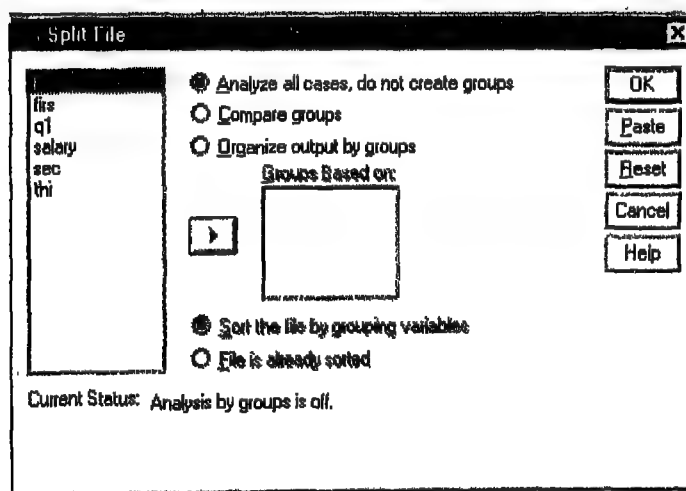 Split File
firs
q1
salary
sec
thi
Analyze all cases, do not create groups
Compare groups
Organize output by groups
Groups Based on:
Sort the file by grouping variables
File is already sorted
OK
Paste
Reset
Cancel
Help
Current Status: Analysis by groups is off.